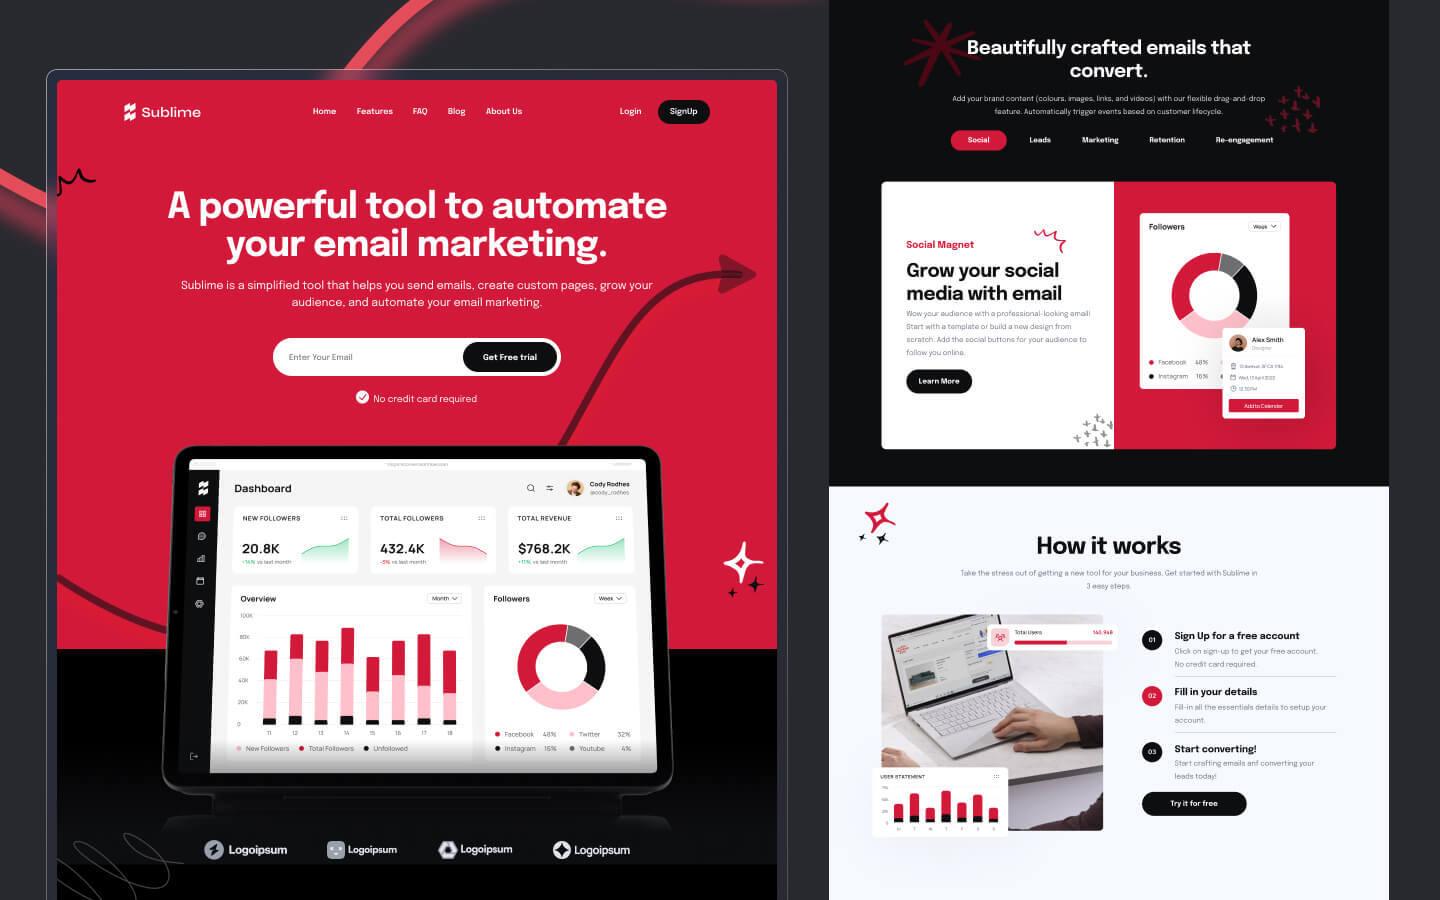 Sublime
Home
Features
FAQ
Blog
About Us
Login
SignUp
A powerful tool to automate
your email marketing.
Sublime is a simplified tool that helps you send emails, create custom pages, grow your
audience, and automate your email marketing.
Enter Your Email
Get Free trial
No credit card required
Dashboard
Cody Rodhes
@cody_rodhes
NEW FOLLOWERS
20.8K
+14% vs last month
TOTAL FOLLOWERS
432.4K
-5% vs last month
TOTAL REVENUE
$768.2K
+11% vs last month
Overview
Month
100K
80K
60K
40K
20K
0
11
12
13
14
15
16
17
18
New Followers
Total Followers
Unfollowed
Followers
Week
Facebook 48%
Twitter 32%
Instagram 16%
Youtube 4%
Logoipsum
Logoipsum
Logoipsum
Logoipsum
Beautifully crafted emails that
convert.
Add your brand content (colours, images, links, and videos) with our flexible drag-and-drop
feature. Automatically trigger events based on customer lifecycle.
Social
Leads
Marketing
Retention
Re-engagement
Social Magnet
Grow your social
media with email
Wow your audience with a professional-looking email!
Start with a template or build a new design from
scratch. Add the social buttons for your audience to
follow you online.
Learn More
Followers
Week
Facebook 48%
Instagram 16%
Alex Smith
Designer
Wed, 13 April 2022
12:30 PM
Add to Calender
How it works
Take the stress out of getting a new tool for your business. Get started with Sublime in
3 easy steps.
Total Users
140.948
USER STATEMENT
01
Sign Up for a free account
Click on sign-up to get your free account.
No credit card required.
02
Fill in your details
Fill-in all the essentials details to setup your
account.
03
Start converting!
Start crafting emails anf converting your
leads today!
Try it for free